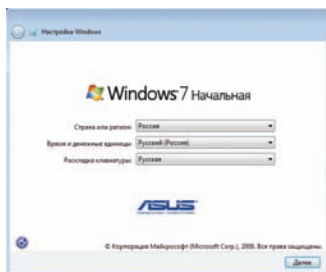 Настройка Windows
Windows 7 Начальная
Страна или регион: Россия
Время и денежные единицы: Русский (Россия)
Раскладка клавиатуры: Русская
ASUS
© Корпорация Майкрософт (Microsoft Corp.), 2009. Все права защищены.
Далее